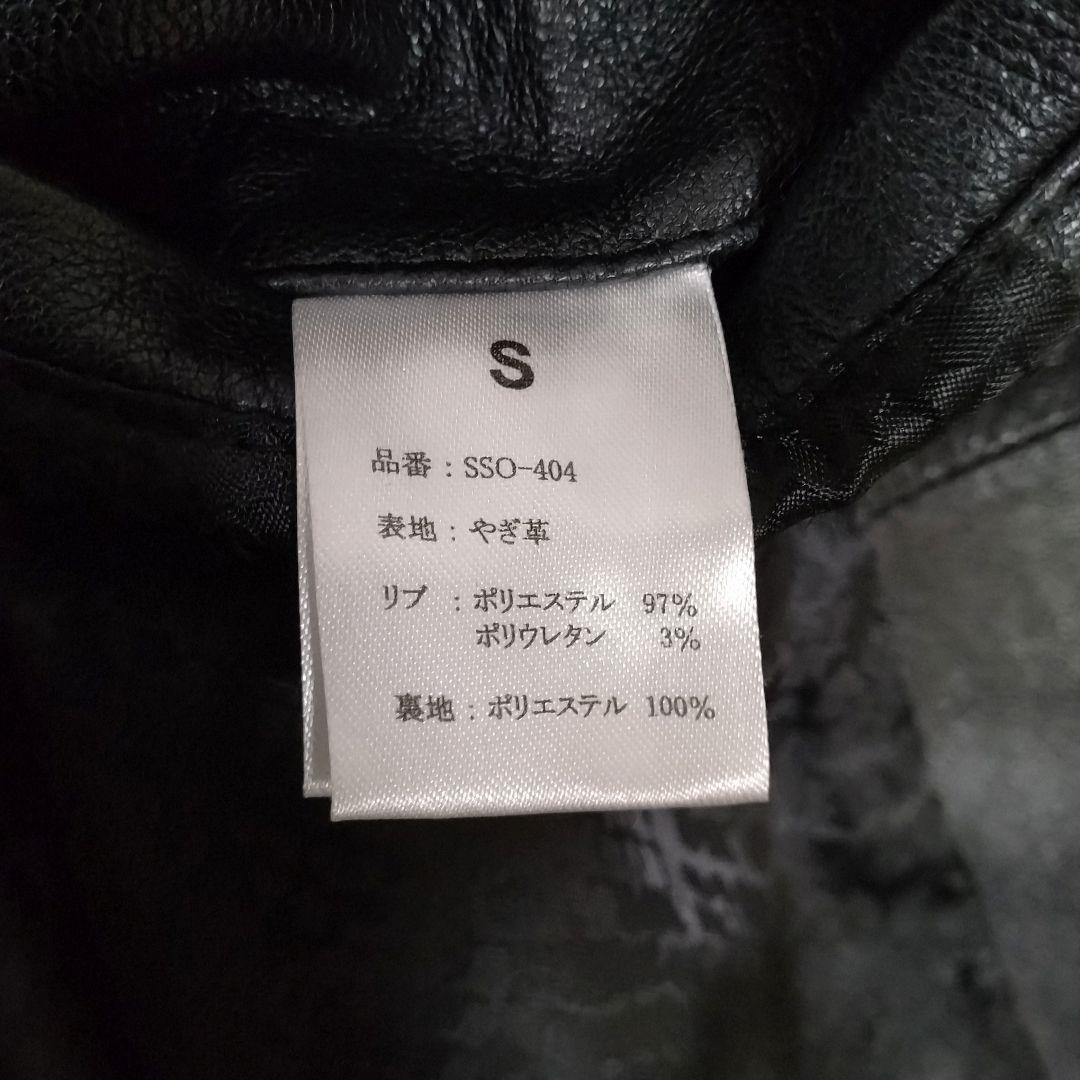 S
品番 : SSO-404
表地 : やぎ革
リブ : ポリエステル 97%
ポリウレタン 3%
裏地 : ポリエステル 100%